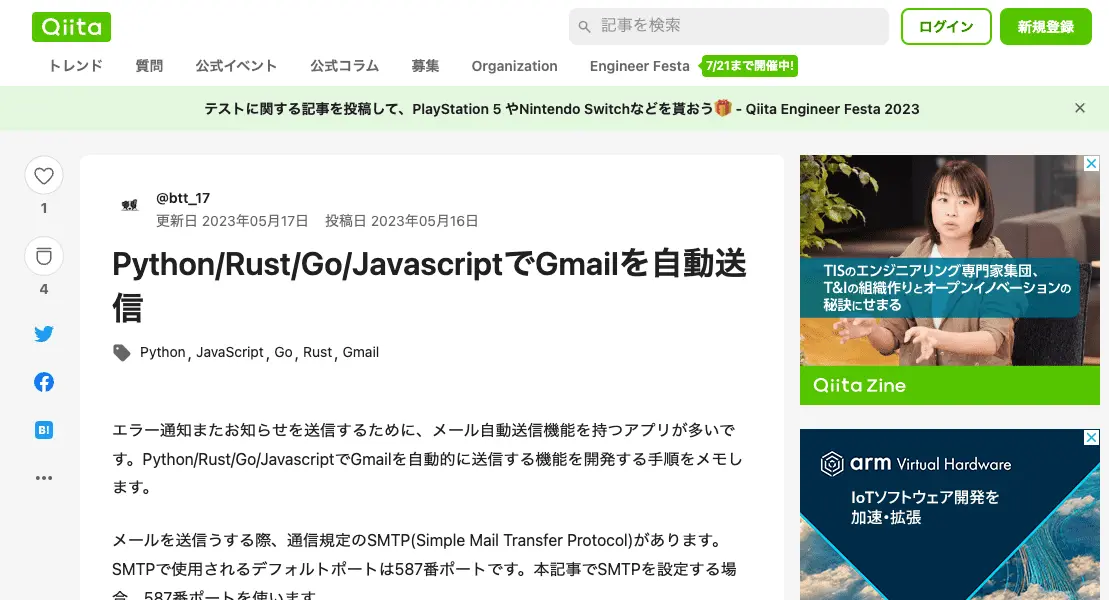 Qiita
記事を検索
ログイン
新規登録
トレンド 質問 公式イベント 公式コラム 募集 Organization Engineer Festa 7/21まで開催中!
テストに関する記事を投稿して、PlayStation 5 やNintendo Switchなどを貰おう🎁 - Qiita Engineer Festa 2023
1
4
B!
@btt_17
更新日 2023年05月17日 投稿日 2023年05月16日
Python/Rust/Go/JavascriptでGmailを自動送
信
Python, JavaScript, Go, Rust, Gmail
エラー通知またお知らせを送信するために、メール自動送信機能を持つアプリが多いで
す。Python/Rust/Go/JavascriptでGmailを自動的に送信する機能を開発する手順をメモし
ます。
メールを送信うする際、通信規定のSMTP(Simple Mail Transfer Protocol)があります。
SMTPで使用されるデフォルトポートは587番ポートです。本記事でSMTPを設定する場
合、587番ポートを使います
TISのエンジニアリング専門家集団、
T&Iの組織作りとオープンイノベーションの
秘訣にせまる
Qiita Zine
arm Virtual Hardware
IoTソフトウェア開発を
加速・拡張